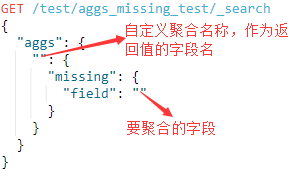 GET /test/aggs_missing_test/_search
{
"aggs": {
"": {
自定义聚合名称，作为返
回值的字段名
"missing": {
"field": ""
}
要聚合的字段
}
}
}